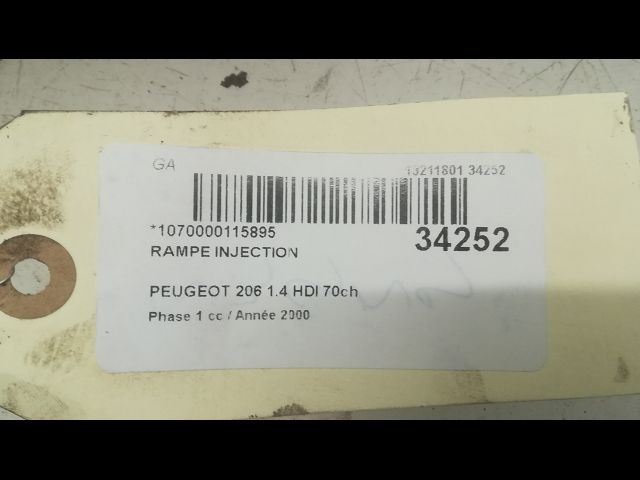 GA 13211801 34252
*1070000115895 34252
RAMPE INJECTION
PEUGEOT 206 1.4 HDI 70ch
Phase 1 cc / Année 2000